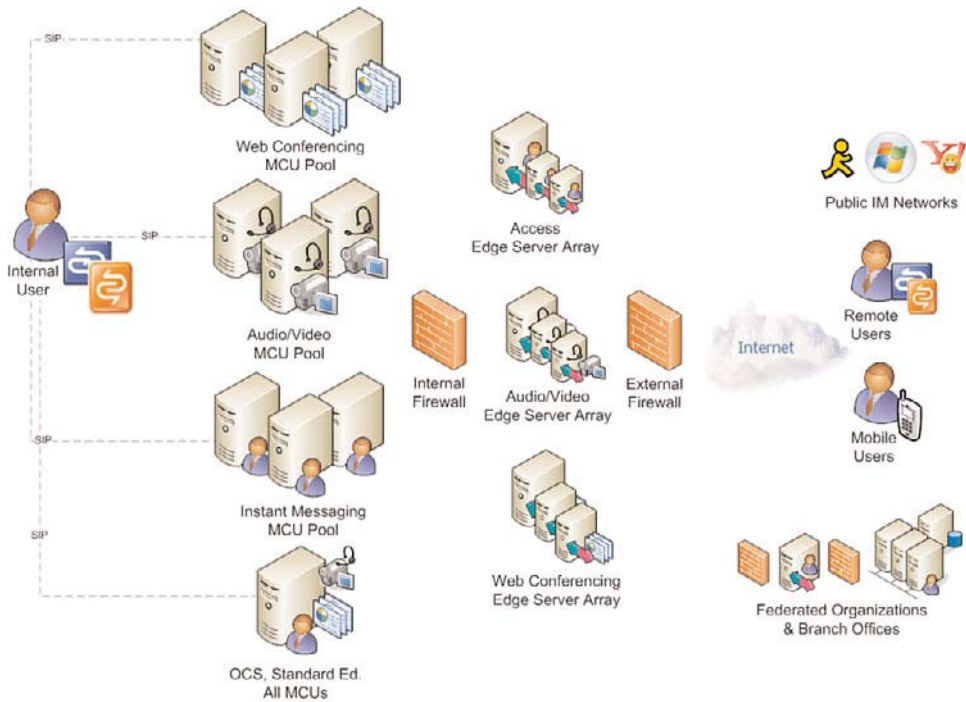 SIP
Web Conferencing
MCU Pool
Internal
User
SIP
Audio/Video
MCU Pool
SIP
Instant Messaging
MCU Pool
SIP
OCS, Standard Ed.
All MCUs
Internal
Firewall
Access
Edge Server Array
Audio/Video
Edge Server Array
Web Conferencing
Edge Server Array
External
Firewall
Internet
Y!
Public IM Networks
Remote
Users
Mobile
Users
Federated Organizations
& Branch Offices